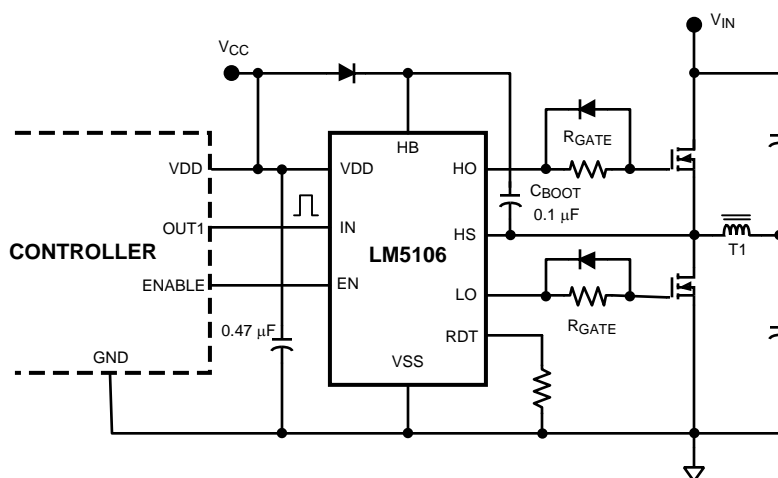 VIN
VCC
HB
RGATE
VDD
VDD
HO
CBOOT
0.1 μF
OUT1
IN
HS
CONTROLLER
LM5106
T1
ENABLE
EN
LO
0.47 μF
RDT
RGATE
GND
VSS